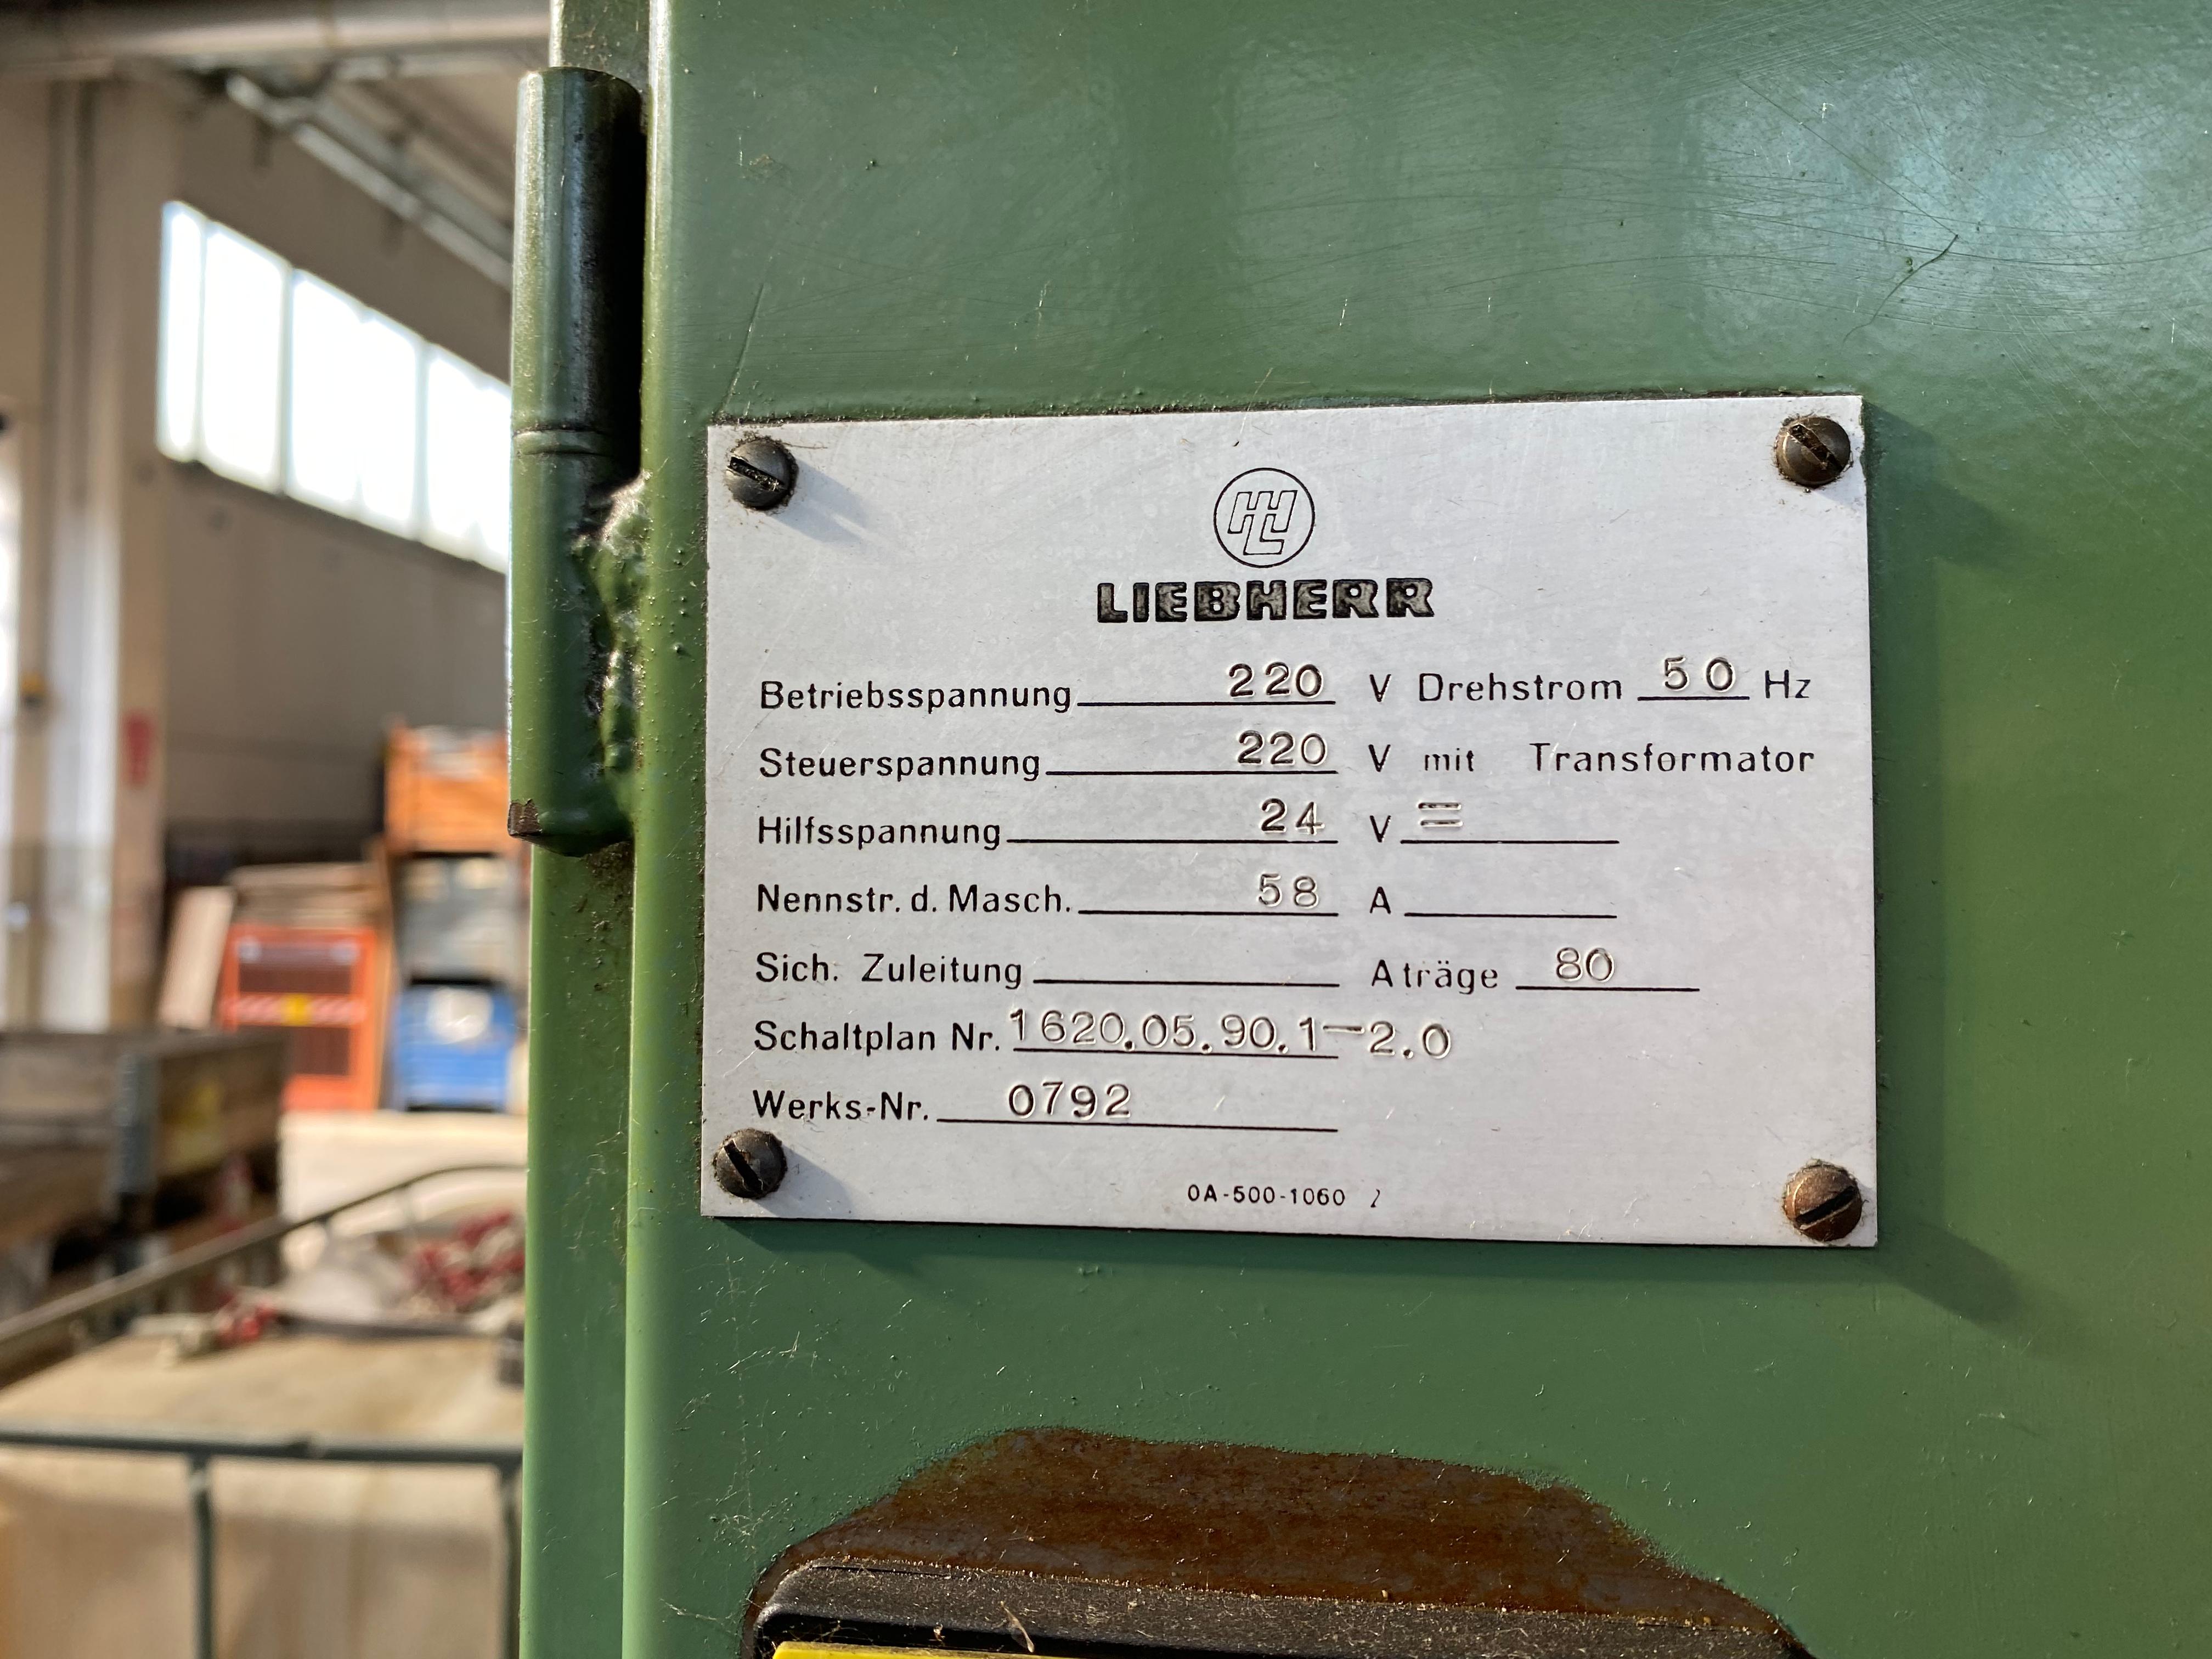 LIEBHERR
Betriebsspannung 220 V Drehstrom 50 Hz
Steuerspannung 220 V mit Transformator
Hilfsspannung 24 V =
Nennstr. d. Masch. 58 A
Sich. Zuleitung A träge 80
Schaltplan Nr. 1620.05.90.1-2.0
Werks-Nr. 0792
0A-500-1060